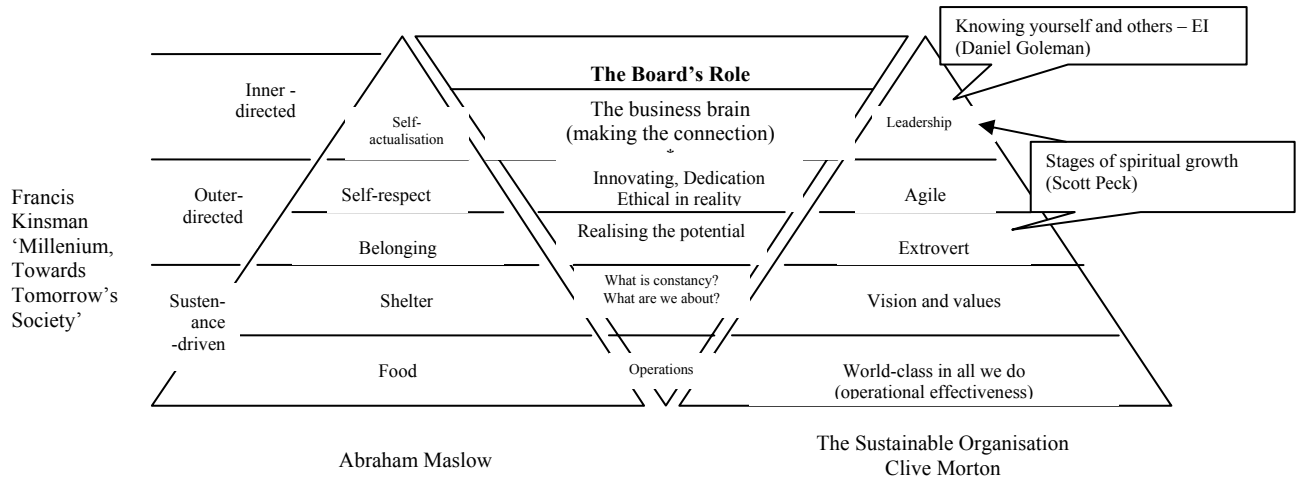 Knowing yourself and others – EI
(Daniel Goleman)
The Board's Role
Inner -
directed
The business brain
(making the connection)
*
Self-
actualisation
Leadership
Stages of spiritual growth
(Scott Peck)
Francis
Kinsman
'Millenium,
Towards
Tomorrow's
Society'
Outer-
directed
Self-respect
Innovating, Dedication
Ethical in reality
Agile
Belonging
Realising the potential
Extrovert
Susten-
ance
-driven
Shelter
What is constancy?
What are we about?
Vision and values
Food
Operations
World-class in all we do
(operational effectiveness)
Abraham Maslow
The Sustainable Organisation
Clive Morton